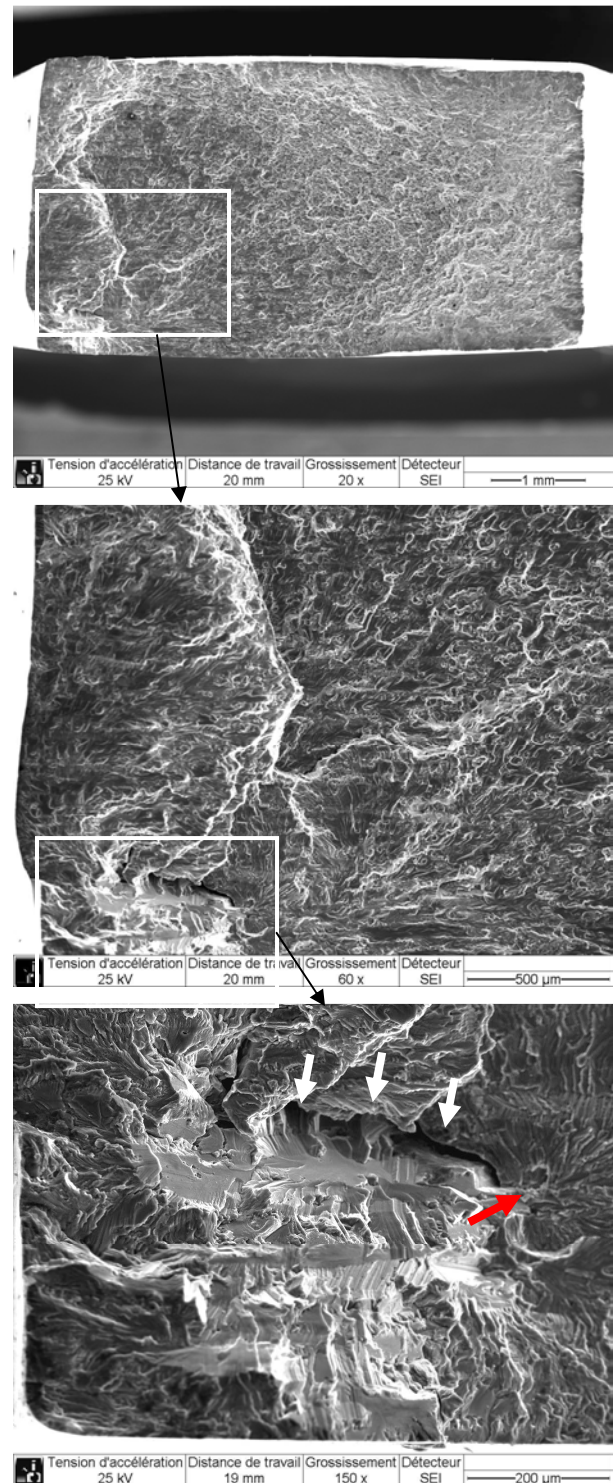 Tension d'accélération Distance de travail Grossissement Détecteur
25 kV 20 mm 20 x SEI 1 mm
Tension d'accélération Distance de travail Grossissement Détecteur
25 kV 20 mm 60 x SEI 500 µm
Tension d'accélération Distance de travail Grossissement Détecteur
25 kV 19 mm 150 x SEI 200 µm